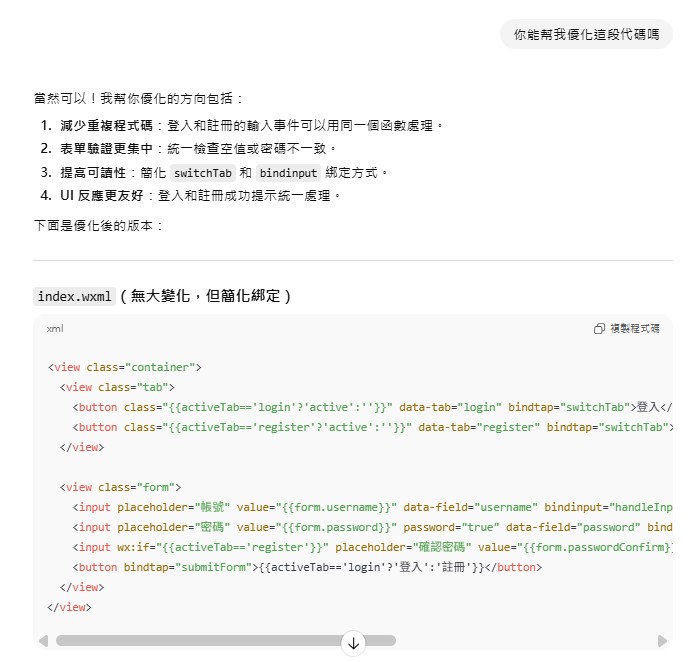 你能幫我優化這段代碼嗎
當然可以！我幫你優化的方向包括：
1. 減少重複程式碼：登入和註冊的輸入事件可以用同一個函數處理。
2. 表單驗證更集中：統一檢查空值或密碼不一致。
3. 提高可讀性：簡化 switchTab 和 bindinput 綁定方式。
4. UI 反應更友好：登入和註冊成功提示統一處理。
下面是優化後的版本：
index.wxml（無大變化，但簡化綁定）
xml 複製程式碼
<view class="container">
<view class="tab">
<button class="{{activeTab=='login'?'active':''}}" data-tab="login" bindtap="switchTab">登入</
<button class="{{activeTab=='register'?'active':''}}" data-tab="register" bindtap="switchTab">
</view>
<view class="form">
<input placeholder="帳號" value="{{form.username}}" data-field="username" bindinput="handleInp
<input placeholder="密碼" value="{{form.password}}" password="true" data-field="password" bind
<input wx:if="{{activeTab=='register'}}" placeholder="確認密碼" value="{{form.passwordConfirm}
<button bindtap="submitForm">{{activeTab=='login'?'登入':'註冊'}}</button>
</view>
</view>